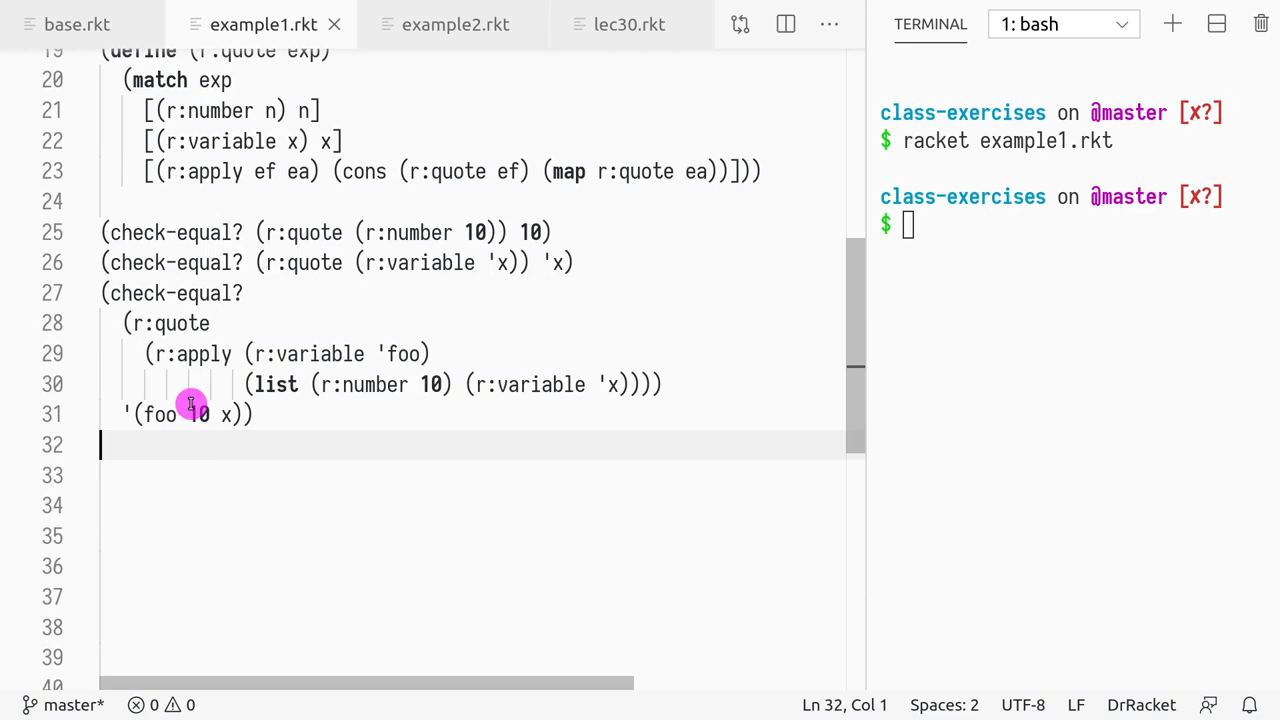 base.rkt example1.rkt example2.rkt lec30.rkt TERMINAL 1: bash
19 (define (r:quote exp)
20 (match exp
21 [(r:number n) n]
22 [(r:variable x) x]
23 [(r:apply ef ea) (cons (r:quote ef) (map r:quote ea))]))
24
25 (check-equal? (r:quote (r:number 10)) 10)
26 (check-equal? (r:quote (r:variable 'x)) 'x)
27 (check-equal?
28 (r:quote
29 (r:apply (r:variable 'foo)
30 (list (r:number 10) (r:variable 'x))))
31 '(foo 10 x))
32
33
34
35
36
37
38
39
40
class-exercises on @master [✘?]
$ racket example1.rkt
class-exercises on @master [✘?]
$
master* 0 0 Ln 32, Col 1 Spaces: 2 UTF-8 LF DrRacket